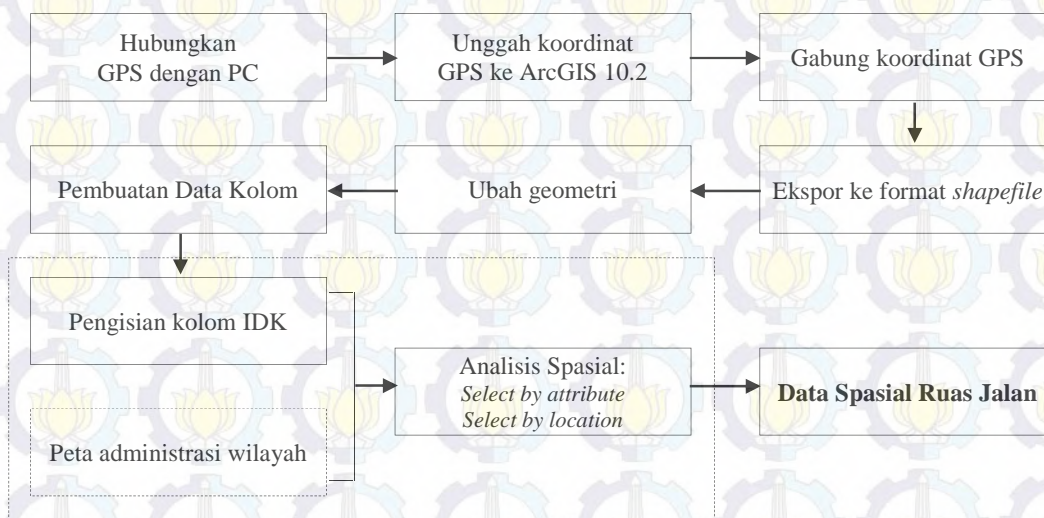 Hubungkan
GPS dengan PC
Unggah koordinat
GPS ke ArcGIS 10.2
Gabung koordinat GPS
Ekspor ke format shapefile
Ubah geometri
Pembuatan Data Kolom
Pengisian kolom IDK
Peta administrasi wilayah
Analisis Spasial:
Select by attribute
Select by location
Data Spasial Ruas Jalan